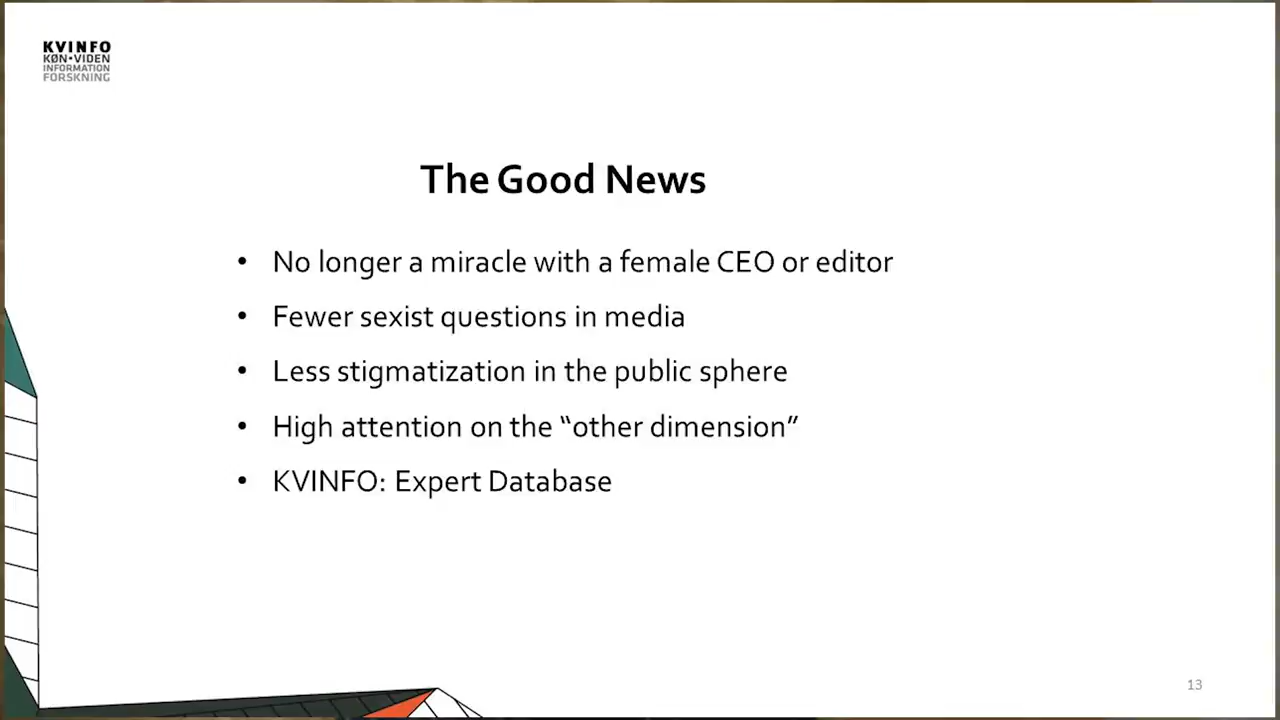 KVINFO
KØN•VIDEN
INFORMATION
FORSKNING
The Good News
• No longer a miracle with a female CEO or editor
• Fewer sexist questions in media
• Less stigmatization in the public sphere
• High attention on the “other dimension”
• KVINFO: Expert Database
13